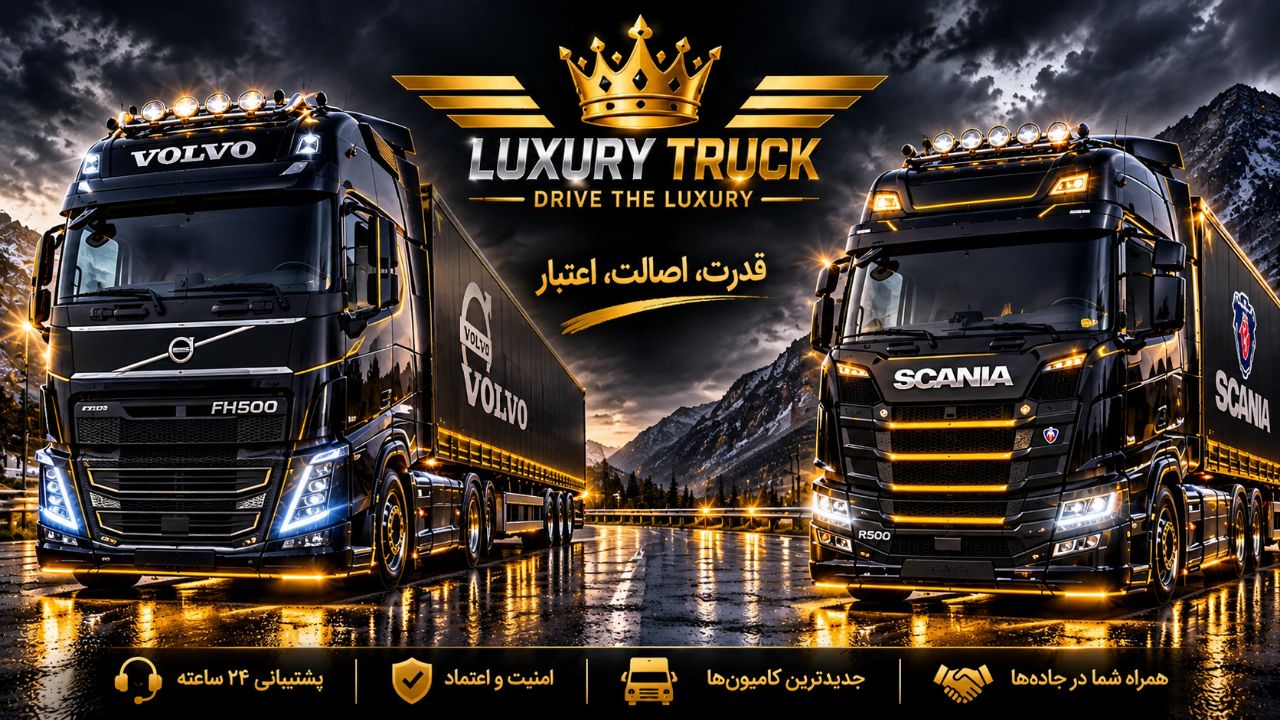 LUXURY TRUCK
DRIVE THE LUXURY
قدرت، اصالت، اعتبار
VOLVO
FH500
VOLVO
VOLVO
SCANIA
R500
SCANIA
همراه شما در جاده‌ها
جدیدترین کامیون‌ها
امنیت و اعتماد
پشتیبانی ۲۴ ساعته